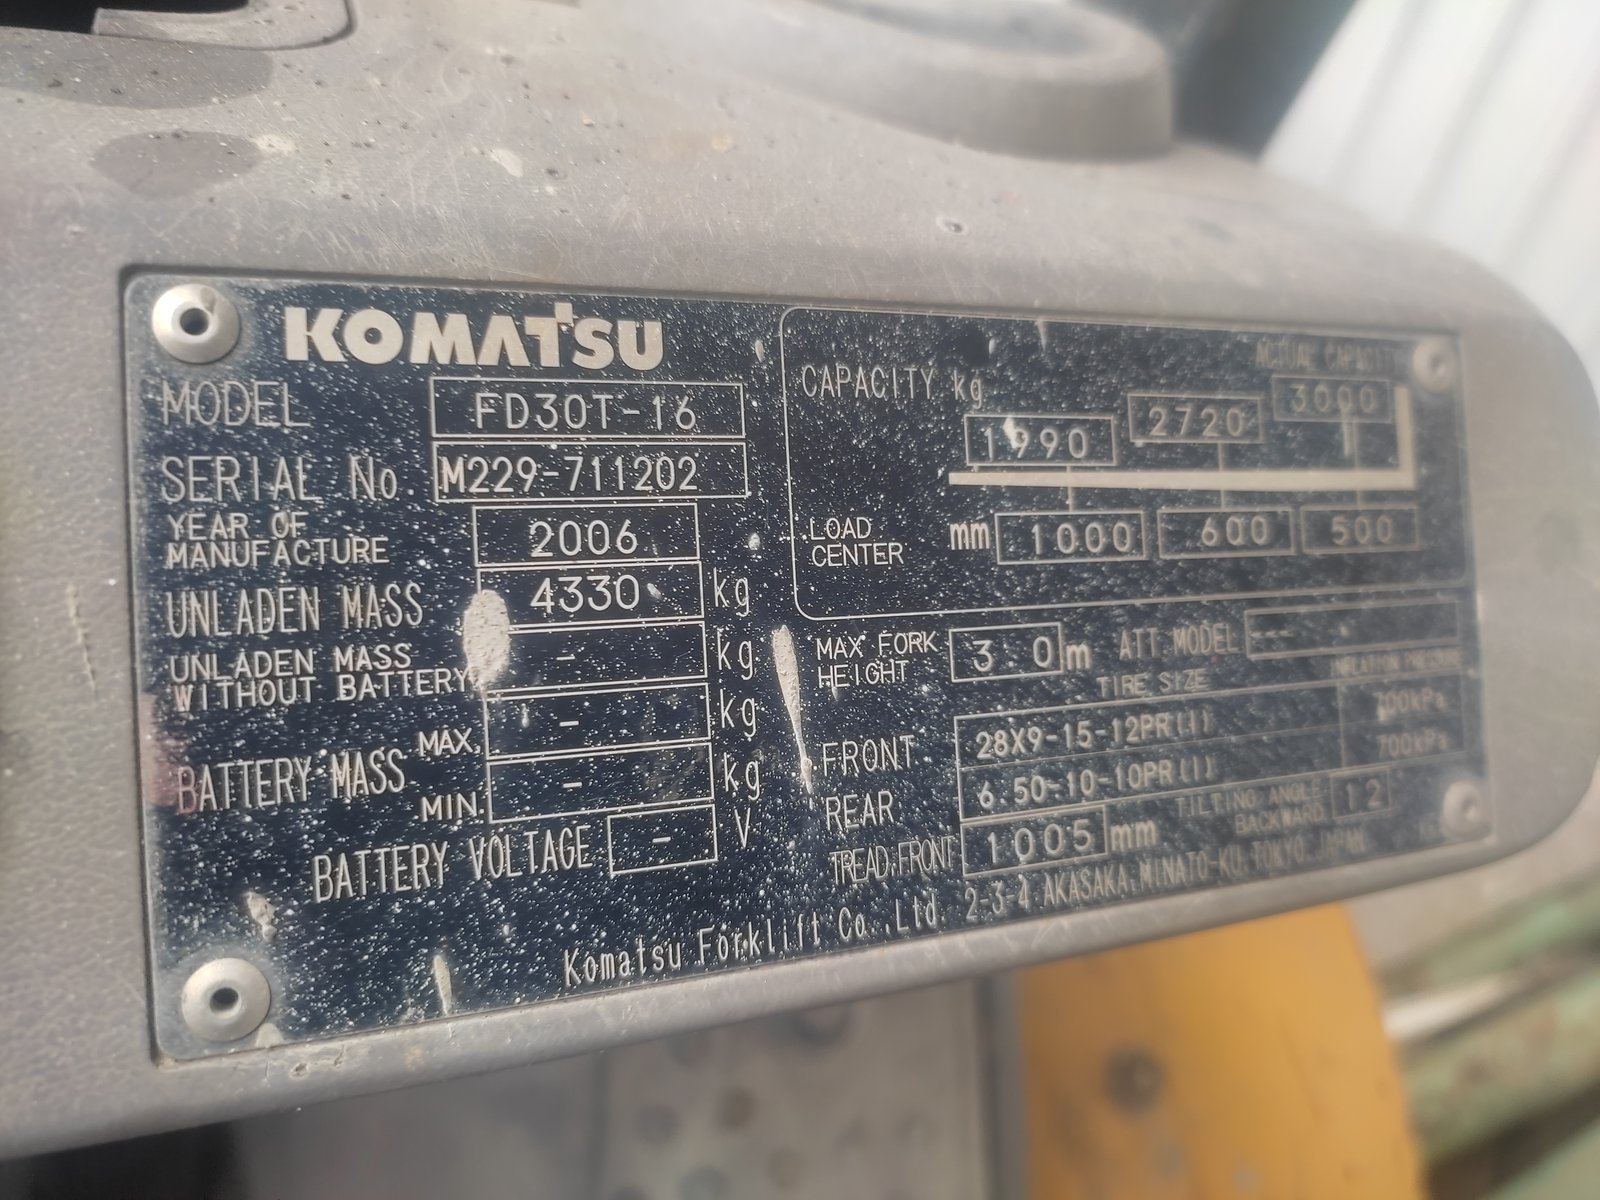 KOMATSU
MODEL FD30T-16
SERIAL No. M229-711202
YEAR OF
MANUFACTURE 2006
UNLADEN MASS 4330 kg
UNLADEN MASS
WITHOUT BATTERY - kg
BATTERY MASS MAX. - kg
MIN. - kg
BATTERY VOLTAGE - V
ACTUAL CAPACITY
CAPACITY kg 1990 2720 3000
LOAD
CENTER mm 1000 600 500
MAX FORK
HEIGHT 3.0 m ATT.MODEL ---
TIRE SIZE INFLATION PRESSURE
FRONT 28X9-15-12PR(I) 700kPa
REAR 6.50-10-10PR(I) 700kPa
TREAD,FRONT 1005 mm TILTING ANGLE
BACKWARD 12
Komatsu Forklift Co.,Ltd. 2-3-4 AKASAKA,MINATO-KU,TOKYO,JAPAN